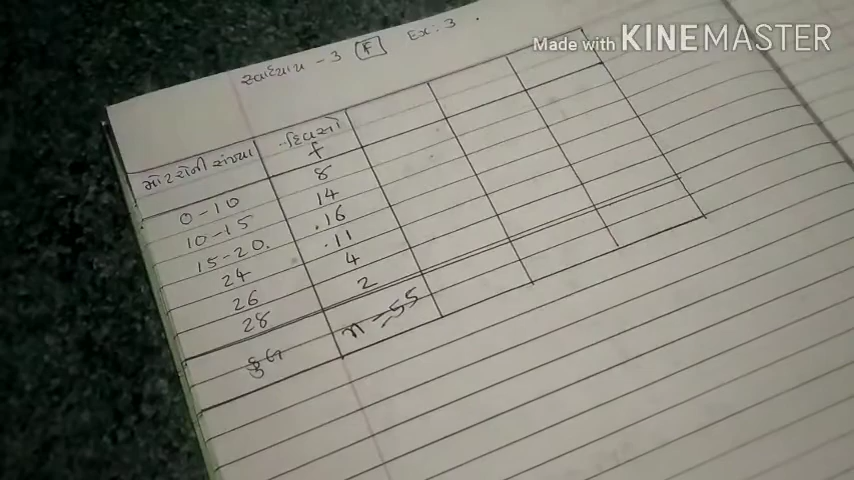 Made with KINEMASTER
સ્વાધ્યાય - 3 F Ex. 3.
મોટરોની સંખ્યા દિવસો
f
0-10 8
10-15 14
15-20. .16
24 .11
26 4
28 2
કુલ n = 55